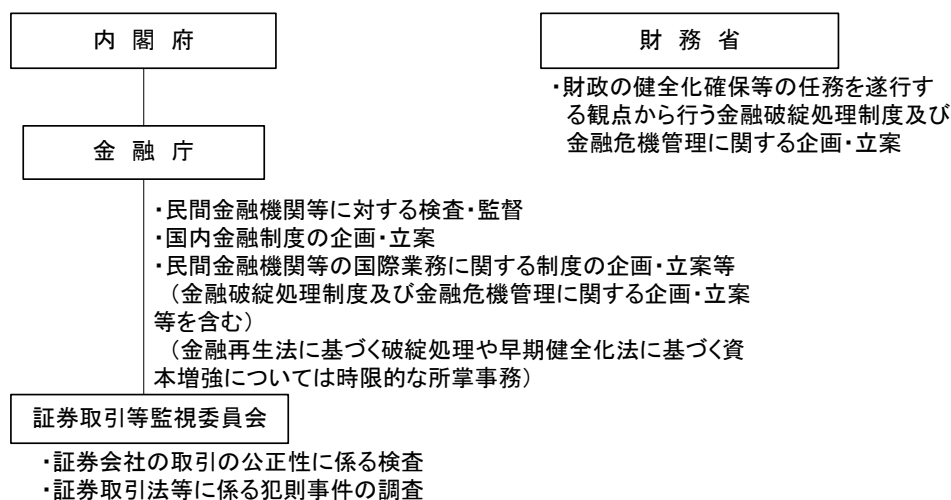 内 閣 府
財 務 省
・財政の健全化確保等の任務を遂行す
る観点から行う金融破綻処理制度及び
金融危機管理に関する企画・立案
金 融 庁
・民間金融機関等に対する検査・監督
・国内金融制度の企画・立案
・民間金融機関等の国際業務に関する制度の企画・立案等
（金融破綻処理制度及び金融危機管理に関する企画・立案
等を含む）
（金融再生法に基づく破綻処理や早期健全化法に基づく資
本増強については時限的な所掌事務）
証券取引等監視委員会
・証券会社の取引の公正性に係る検査
・証券取引法等に係る犯則事件の調査